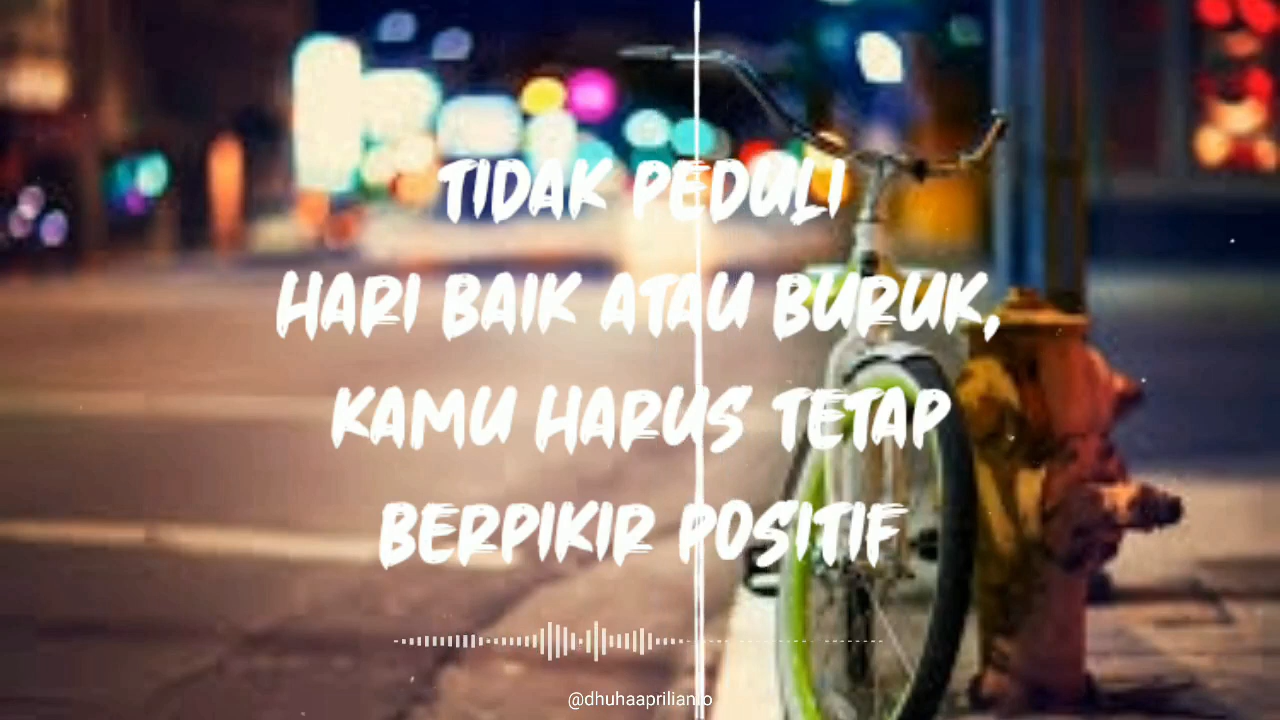 TIDAK PEDULI
HARI BAIK ATAU BURUK,
KAMU HARUS TETAP
BERPIKIR POSITIF
@dhuhaaprilianto